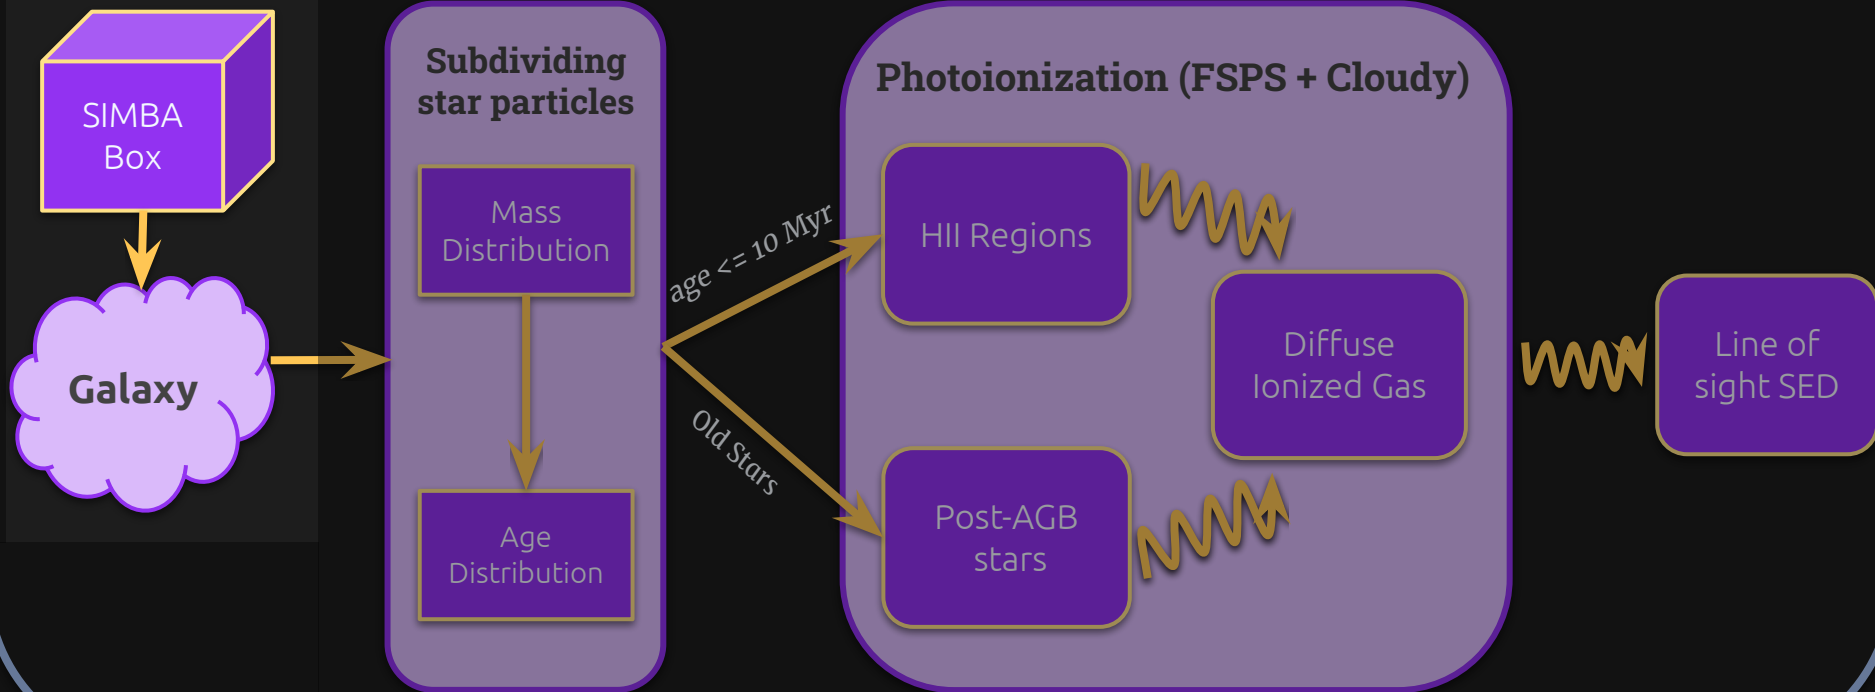 SIMBA
Box
Galaxy
Subdividing
star particles
Mass
Distribution
Age
Distribution
age <= 10 Myr
Old Stars
Photoionization (FSPS + Cloudy)
HII Regions
Post-AGB
stars
Diffuse
Ionized Gas
Line of
sight SED